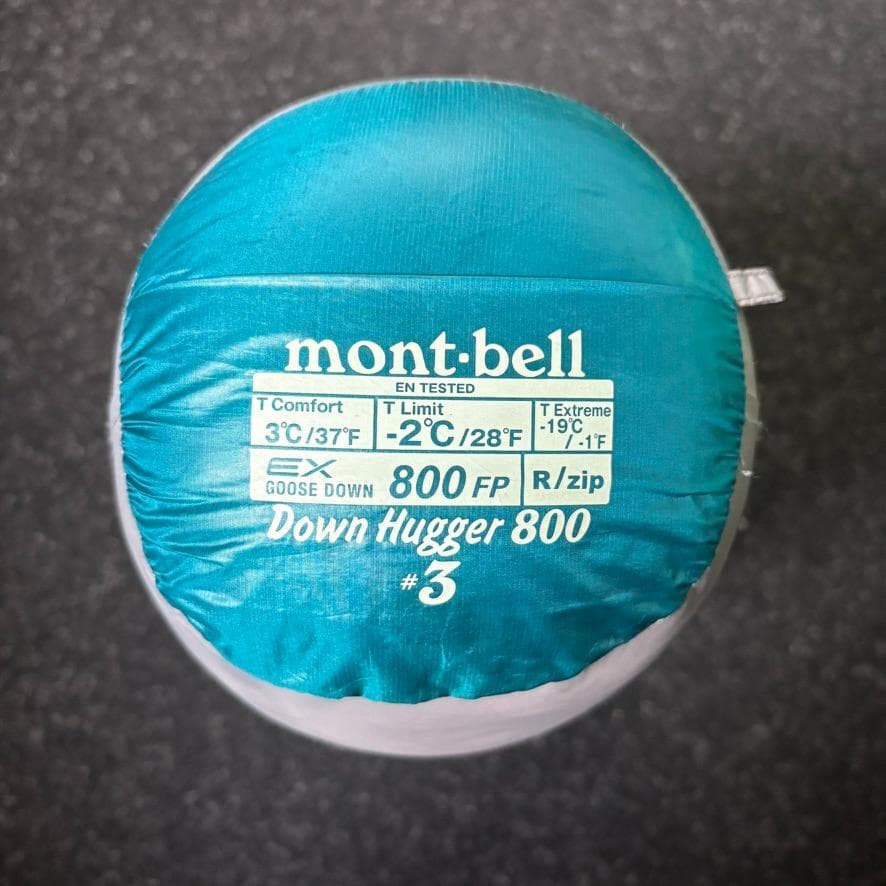 mont·bell
EN TESTED
T Comfort T Limit T Extreme
3℃/37°F -2℃/28°F -19℃/-1°F
EX GOOSE DOWN 800 FP R/zip
Down Hugger 800
#3